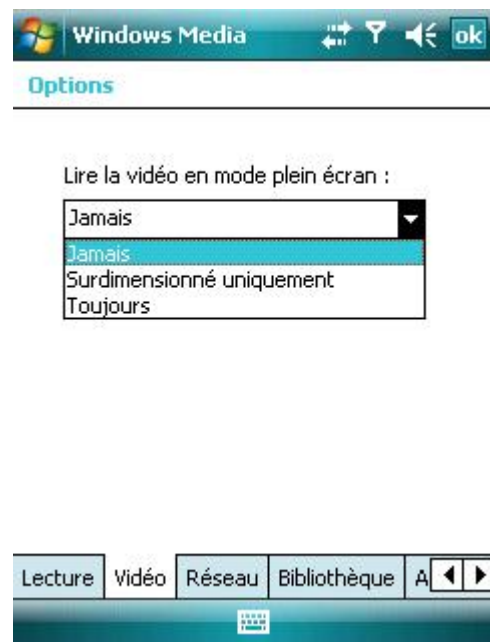 Windows Media ok
Options
Lire la vidéo en mode plein écran :
Jamais
Jamais
Surdimensionné uniquement
Toujours
Lecture Vidéo Réseau Bibliothèque A